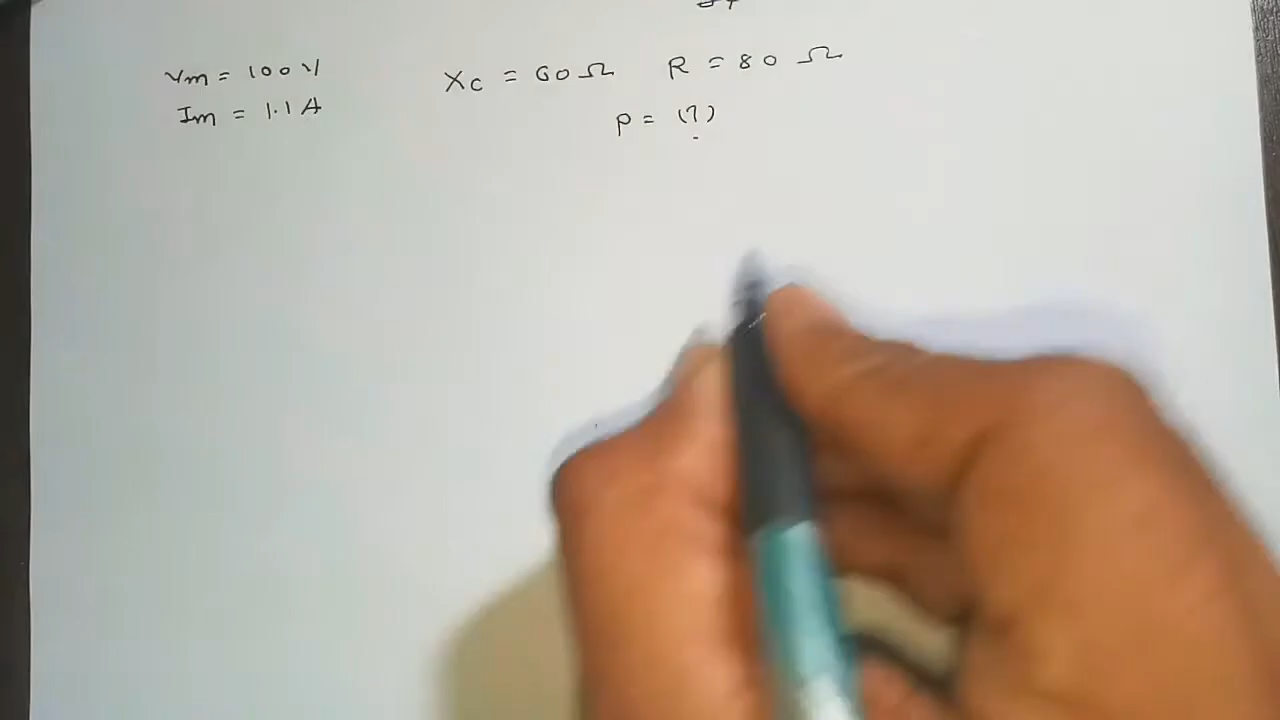 Vm = 100 V
Xc = 60 Ω R = 80 Ω
Im = 1.1 A
P = (?)